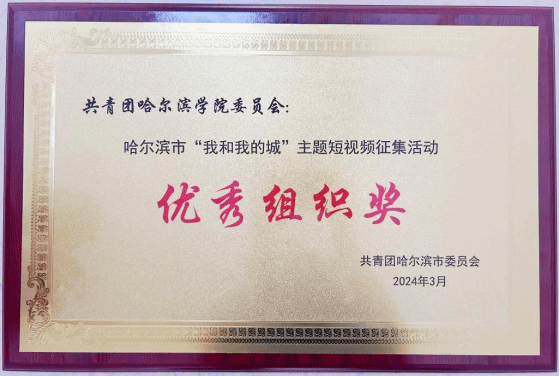 共青团哈尔滨学院委员会：
哈尔滨市“我和我的城”主题短视频征集活动
优秀组织奖
共青团哈尔滨市委员会
2024年3月